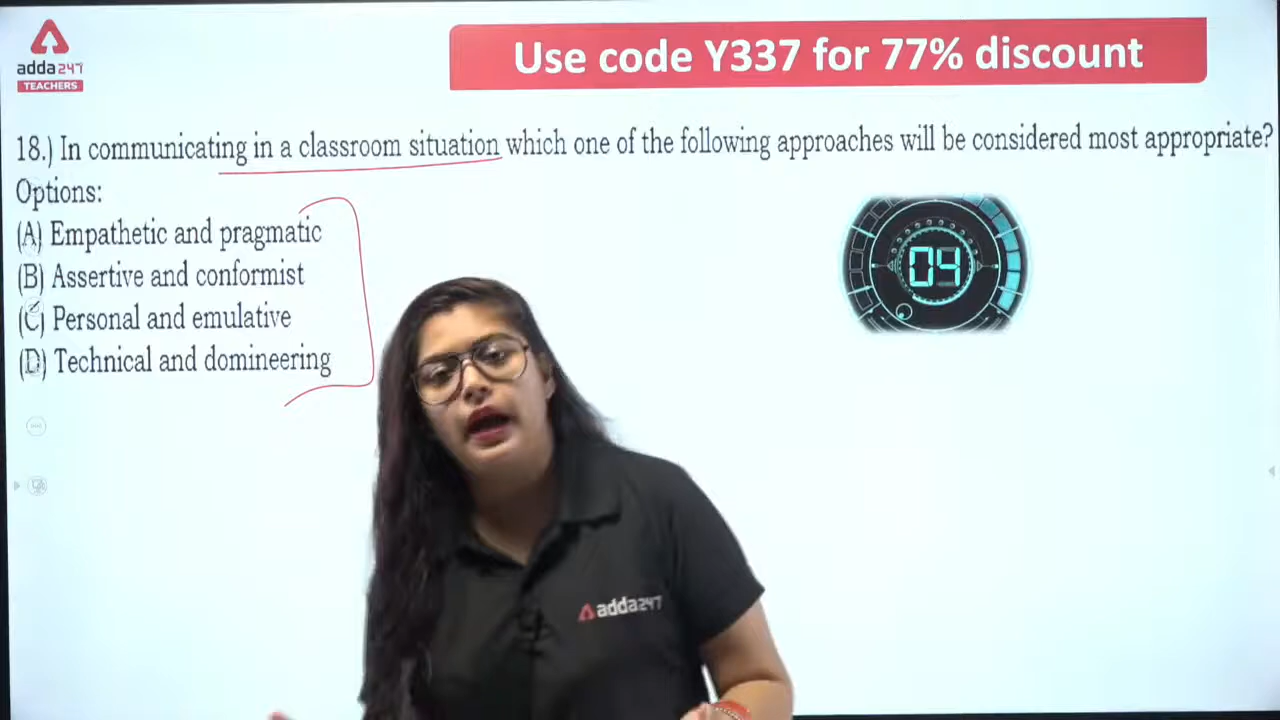 adda247
TEACHERS
Use code Y337 for 77% discount
18.) In communicating in a classroom situation which one of the following approaches will be considered most appropriate?
Options:
(A) Empathetic and pragmatic
(B) Assertive and conformist
(C) Personal and emulative
(D) Technical and domineering
04
adda247